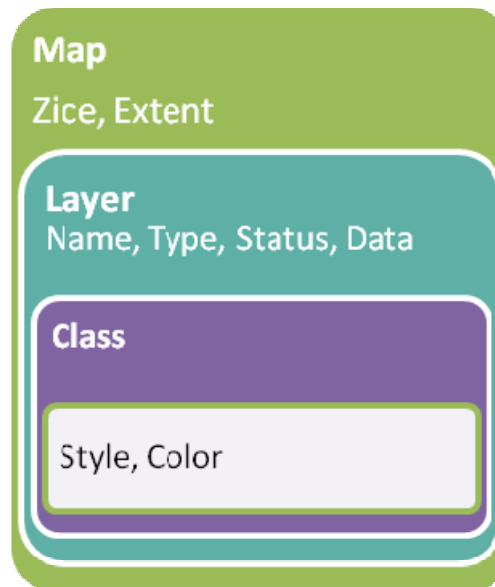 Map
Zice, Extent
Layer
Name, Type, Status, Data
Class
Style, Color